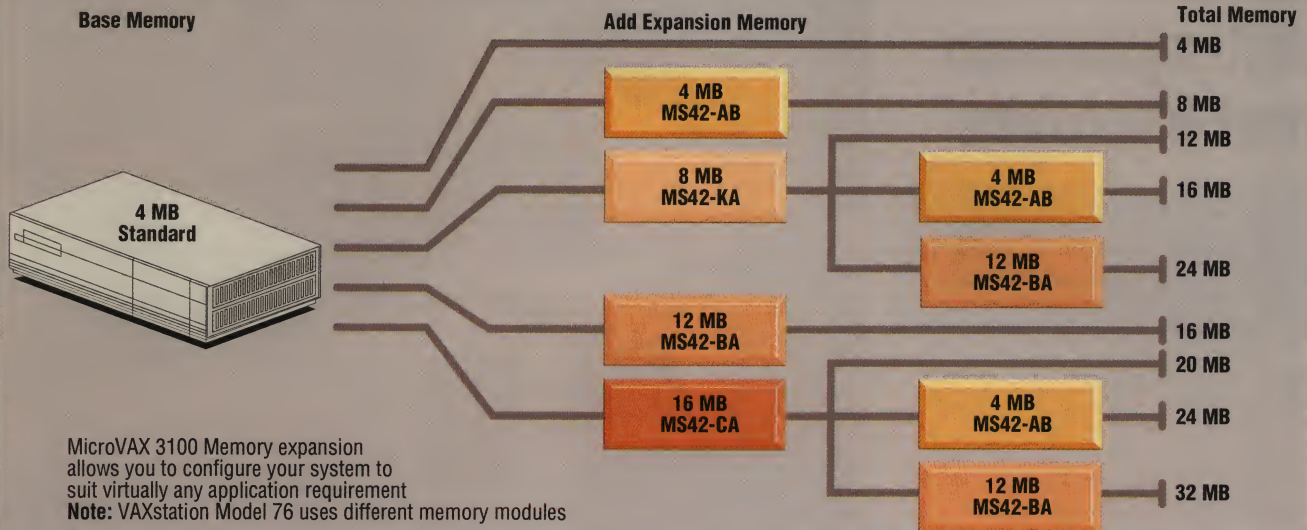 Base Memory
Add Expansion Memory
Total Memory
4 MB
4 MB
MS42-AB
8 MB
12 MB
8 MB
MS42-KA
4 MB
MS42-AB
16 MB
4 MB
Standard
12 MB
MS42-BA
24 MB
12 MB
MS42-BA
16 MB
20 MB
16 MB
MS42-CA
4 MB
MS42-AB
24 MB
12 MB
MS42-BA
32 MB
MicroVAX 3100 Memory expansion
allows you to configure your system to
suit virtually any application requirement
Note: VAXstation Model 76 uses different memory modules